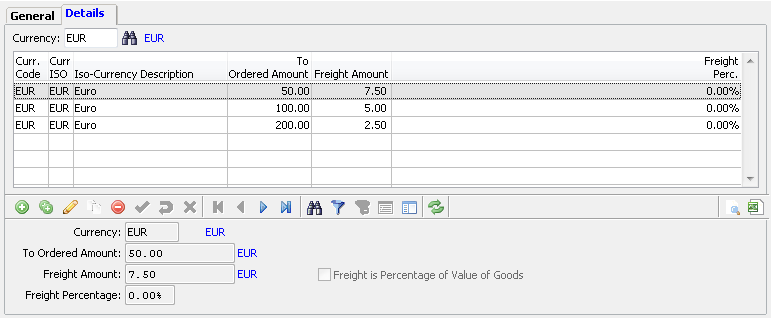 General Details
Currency: EUR EUR
Curr. Curr To Freight
Code ISO Iso-Currency Description Ordered Amount Freight Amount Perc.
EUR EUR Euro 50.00 7.50 0.00%
EUR EUR Euro 100.00 5.00 0.00%
EUR EUR Euro 200.00 2.50 0.00%
Currency: EUR EUR
To Ordered Amount: 50.00 EUR
Freight Amount: 7.50 EUR Freight is Percentage of Value of Goods
Freight Percentage: 0.00%